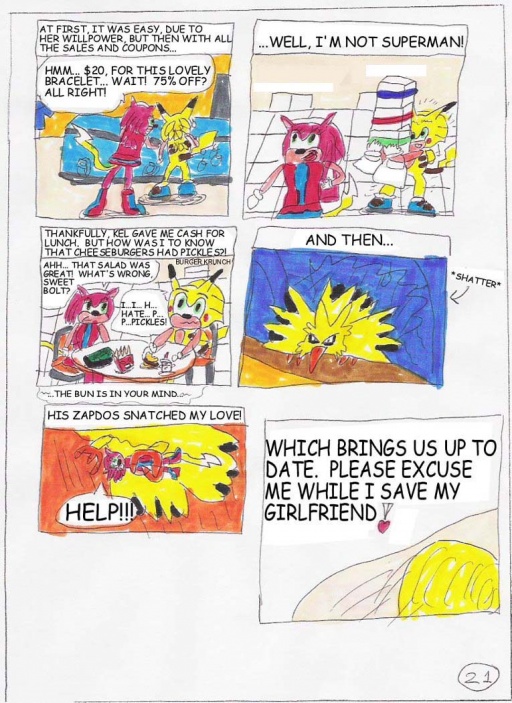 AT FIRST, IT WAS EASY, DUE TO
HER WILLPOWER, BUT THEN WITH ALL
THE SALES AND COUPONS...
HMM... $20, FOR THIS LOVELY
BRACELET... WAIT! 75% OFF?
ALL RIGHT!
...WELL, I'M NOT SUPERMAN!
THANKFULLY, KEL GAVE ME CASH FOR
LUNCH. BUT HOW WAS I TO KNOW
THAT CHEESEBURGERS HAD PICKLES?!
BURGER KRUNCH
AHH... THAT SALAD WAS
GREAT! WHAT'S WRONG,
SWEET
BOLT?
I...I... H...
HATE... P...
P...PICKLES!
...THE BUN IS IN YOUR MIND...
AND THEN...
*SHATTER*
HIS ZAPDOS SNATCHED MY LOVE!
HELP!!!
WHICH BRINGS US UP TO
DATE. PLEASE EXCUSE
ME WHILE I SAVE MY
GIRLFRIEND!
21